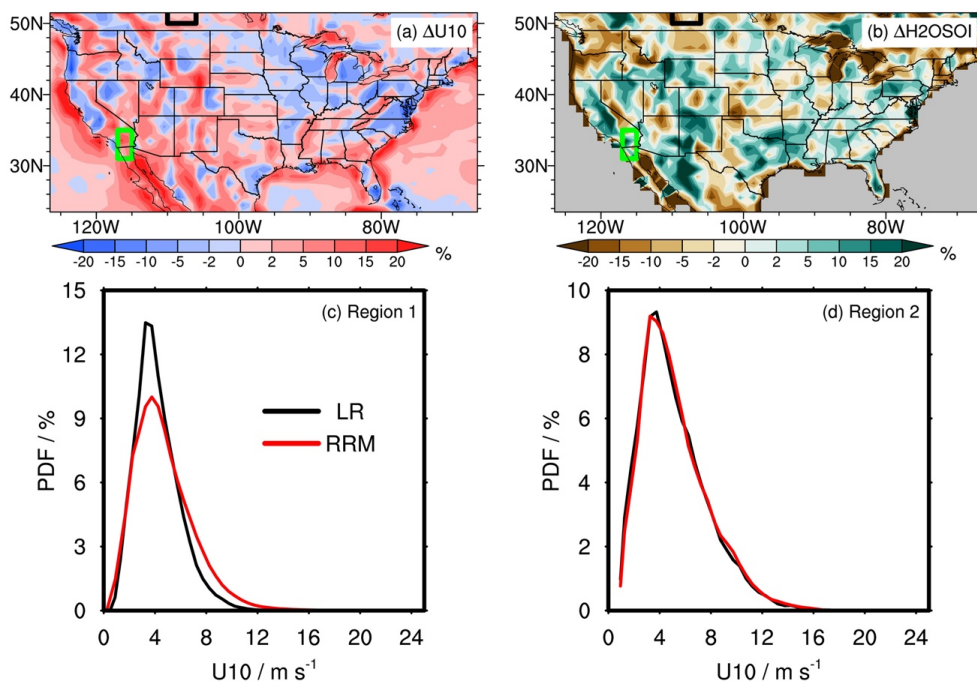 50N
40N
30N
(a) ΔU10
120W 100W 80W
-20 -15 -10 -5 -2 0 2 5 10 15 20 %
50N
40N
30N
(b) ΔH2OSOI
120W 100W 80W
-20 -15 -10 -5 -2 0 2 5 10 15 20 %
15
12
9
6
3
0
PDF / %
(c) Region 1
LR
RRM
0 4 8 12 16 20 24
U10 / m s⁻¹
10
8
6
4
2
0
PDF / %
(d) Region 2
0 4 8 12 16 20 24
U10 / m s⁻¹